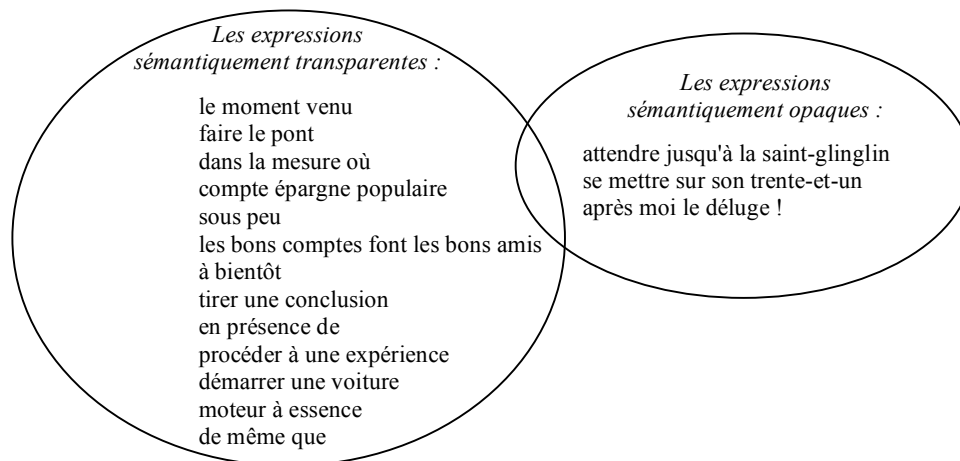 Les expressions
sémantiquement transparentes :
le moment venu
faire le pont
dans la mesure où
compte épargne populaire
sous peu
les bons comptes font les bons amis
à bientôt
tirer une conclusion
en présence de
procéder à une expérience
démarrer une voiture
moteur à essence
de même que
Les expressions
sémantiquement opaques :
attendre jusqu'à la saint-glinglin
se mettre sur son trente-et-un
après moi le déluge !